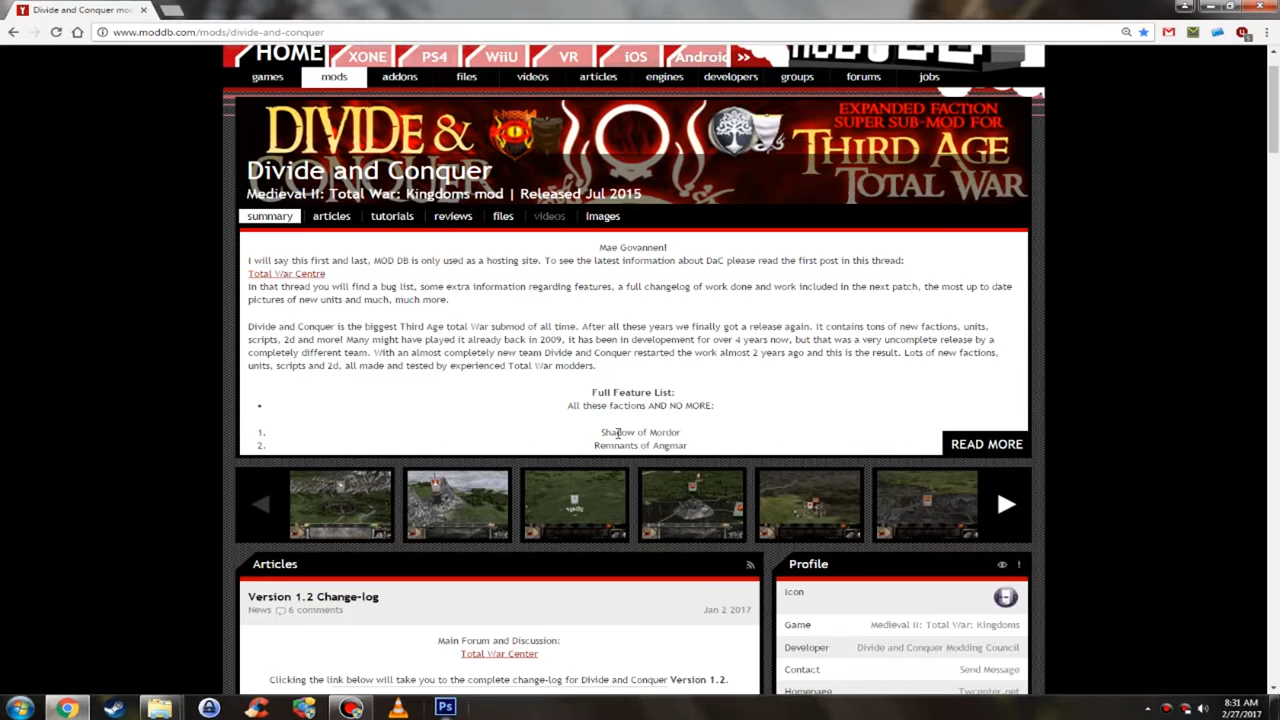 Divide and Conquer mod
www.moddb.com/mods/divide-and-conquer
HOME XONE PS4 WiiU VR iOS Android »
games mods addons files videos articles engines developers groups forums jobs
DIVIDE & CONQUER
EXPANDED FACTION
SUPER SUB-MOD FOR
THIRD AGE
TOTAL WAR
Divide and Conquer
Medieval II: Total War: Kingdoms mod | Released Jul 2015
summary articles tutorials reviews files videos images
Mae Govannen!
I will say this first and last, MOD DB is only used as a hosting site. To see the latest information about DaC please read the first post in this thread:
Total War Centre
In that thread you will find a bug list, some extra information regarding features, a full changelog of work done and work included in the next patch, the most up to date
pictures of new units and much, much more.
Divide and Conquer is the biggest Third Age total War submod of all time. After all these years we finally got a release again. It contains tons of new factions, units,
scripts, 2d and more! Many might have played it already back in 2009, it has been in developement for over 4 years now, but that was a very uncomplete release by a
completely different team. With an almost completely new team Divide and Conquer restarted the work almost 2 years ago and this is the result. Lots of new factions,
units, scripts and 2d, all made and tested by experienced Total War modders.
Full Feature List:
• All these factions AND NO MORE:
1. Shadow of Mordor
2. Remnants of Angmar
READ MORE
Articles
Version 1.2 Change-log
News 6 comments Jan 2 2017
Main Forum and Discussion:
Total War Center
Clicking the link below will take you to the complete change-log for Divide and Conquer Version 1.2.
Profile
Icon
Game Medieval II: Total War: Kingdoms
Developer Divide and Conquer Modding Council
Contact Send Message
Homepage Twcenter.net
Ps
8:31 AM
2/27/2017